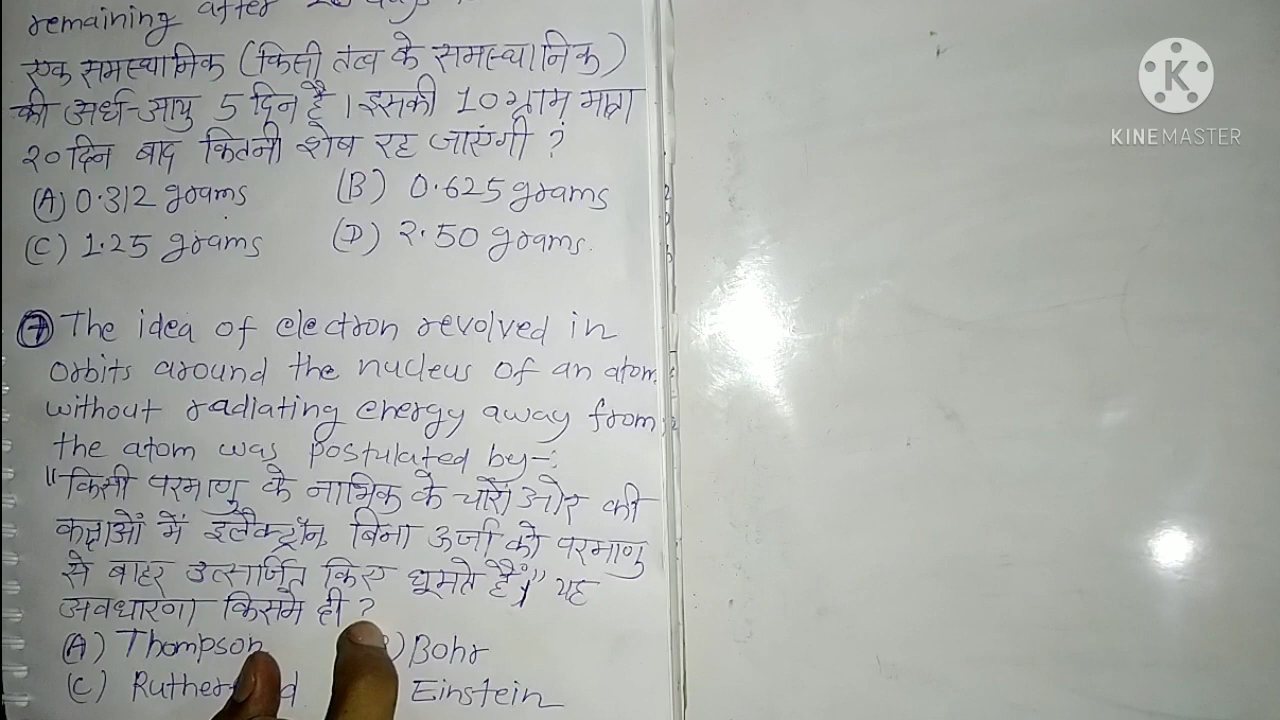 remaining after
एक समस्थानिक (किसी तत्व के समस्थानिक)
की अर्ध-आयु 5 दिन है। इसकी 10 ग्राम मात्रा
२० दिन बाद कितनी शेष रह जाएंगी ?
(A) 0.312 grams (B) 0.625 grams
(C) 1.25 grams (D) 2.50 grams.
⑦ The idea of electron revolved in
orbits around the nucleus of an atom
without radiating energy away from
the atom was postulated by-:
"किसी परमाणु के नाभिक के चारों ओर की
कक्षाओं में इलैक्ट्रॉन बिना ऊर्जा को परमाणु
से बाहर उत्सर्जित किए घूमते हैं।" यह
अवधारणा किसमे दी ?
(A) Thompson Bohr
(C) Einstein
K
KINEMASTER